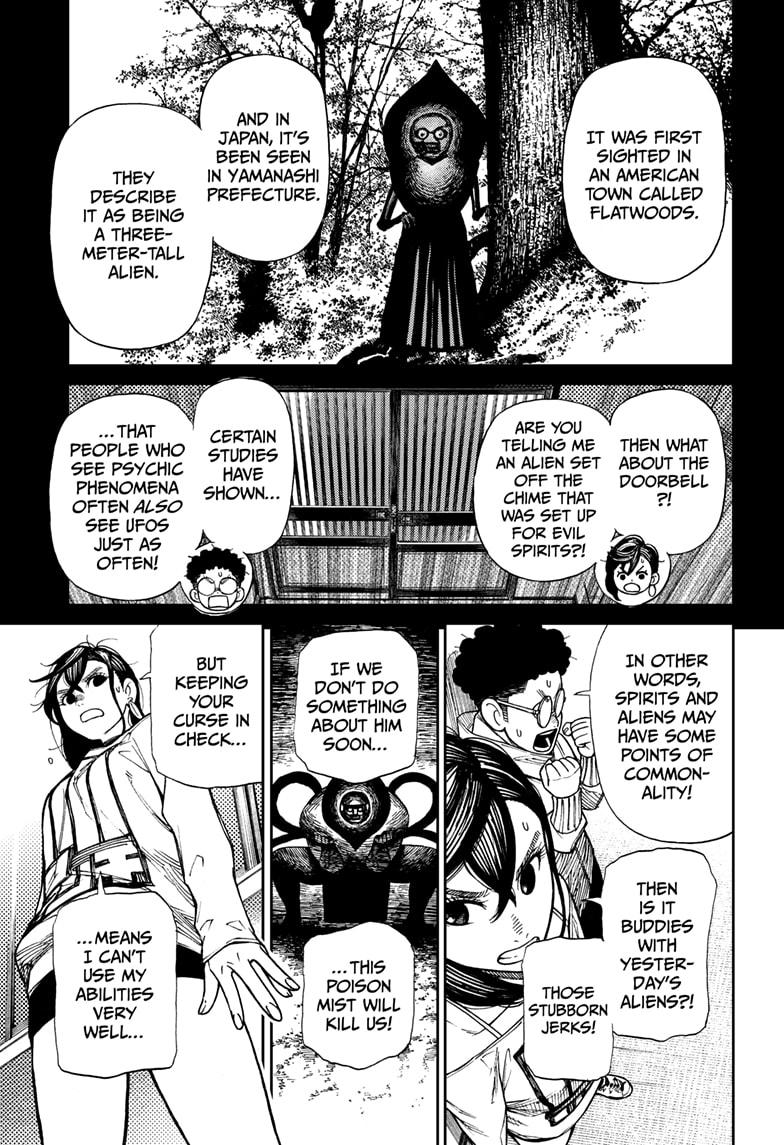 IT WAS FIRST
SIGHTED IN
AN AMERICAN
TOWN CALLED
FLATWOODS.
AND IN
JAPAN, IT'S
BEEN SEEN
IN YAMANASHI
PREFECTURE.
THEY
DESCRIBE
IT AS BEING
A THREE-
METER-TALL
ALIEN.
THEN WHAT
ABOUT THE
DOORBELL
?!
ARE YOU
TELLING ME
AN ALIEN SET
OFF THE
CHIME THAT
WAS SET UP
FOR EVIL
SPIRITS?!
CERTAIN
STUDIES
HAVE
SHOWN...
...THAT
PEOPLE WHO
SEE PSYCHIC
PHENOMENA
OFTEN ALSO
SEE UFOS
JUST AS
OFTEN!
IN OTHER
WORDS,
SPIRITS AND
ALIENS MAY
HAVE SOME
POINTS OF
COMMON-
ALITY!
THEN
IS IT
BUDDIES
WITH
YESTER-
DAY'S
ALIENS?!
THOSE
STUBBORN
JERKS!
IF WE
DON'T DO
SOMETHING
ABOUT HIM
SOON...
...THIS
POISON
MIST WILL
KILL US!
BUT
KEEPING
YOUR
CURSE IN
CHECK...
...MEANS
I CAN'T
USE MY
ABILITIES
VERY
WELL...